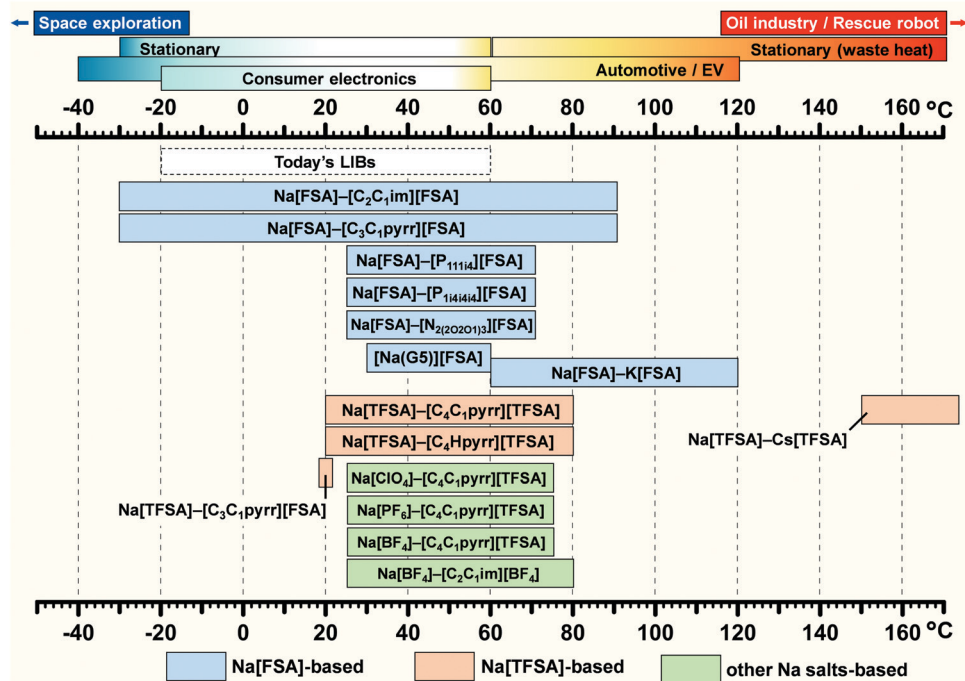 Space exploration
Oil industry / Rescue robot
Stationary
Stationary (waste heat)
Automotive / EV
Consumer electronics
-40 -20 0 20 40 60 80 100 120 140 160 ºC
Today's LIBs
Na[FSA]–[C₂C₁im][FSA]
Na[FSA]–[C₃C₁pyrr][FSA]
Na[FSA]–[P₁₁₁i₄][FSA]
Na[FSA]–[P₁i₄i₄i₄][FSA]
Na[FSA]–[N₂(₂O₂O₁)₃][FSA]
[Na(G5)][FSA]
Na[FSA]–K[FSA]
Na[TFSA]–[C₄C₁pyrr][TFSA]
Na[TFSA]–Cs[TFSA]
Na[TFSA]–[C₄Hpyrr][TFSA]
Na[ClO₄]–[C₄C₁pyrr][TFSA]
Na[TFSA]–[C₃C₁pyrr][FSA]
Na[PF₆]–[C₄C₁pyrr][TFSA]
Na[BF₄]–[C₄C₁pyrr][TFSA]
Na[BF₄]–[C₂C₁im][BF₄]
-40 -20 0 20 40 60 80 100 120 140 160 ºC
Na[FSA]-based
Na[TFSA]-based
other Na salts-based